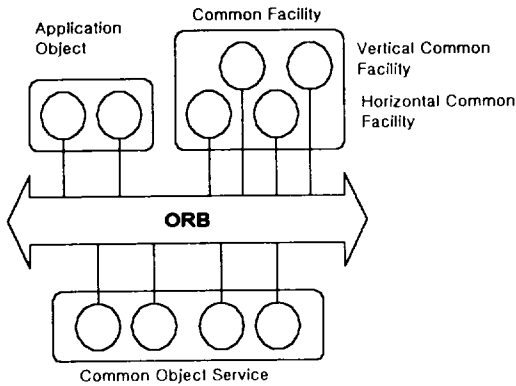 Application
Object
Common Facility
Vertical Common
Facility
Horizontal Common
Facility
ORB
Common Object Service